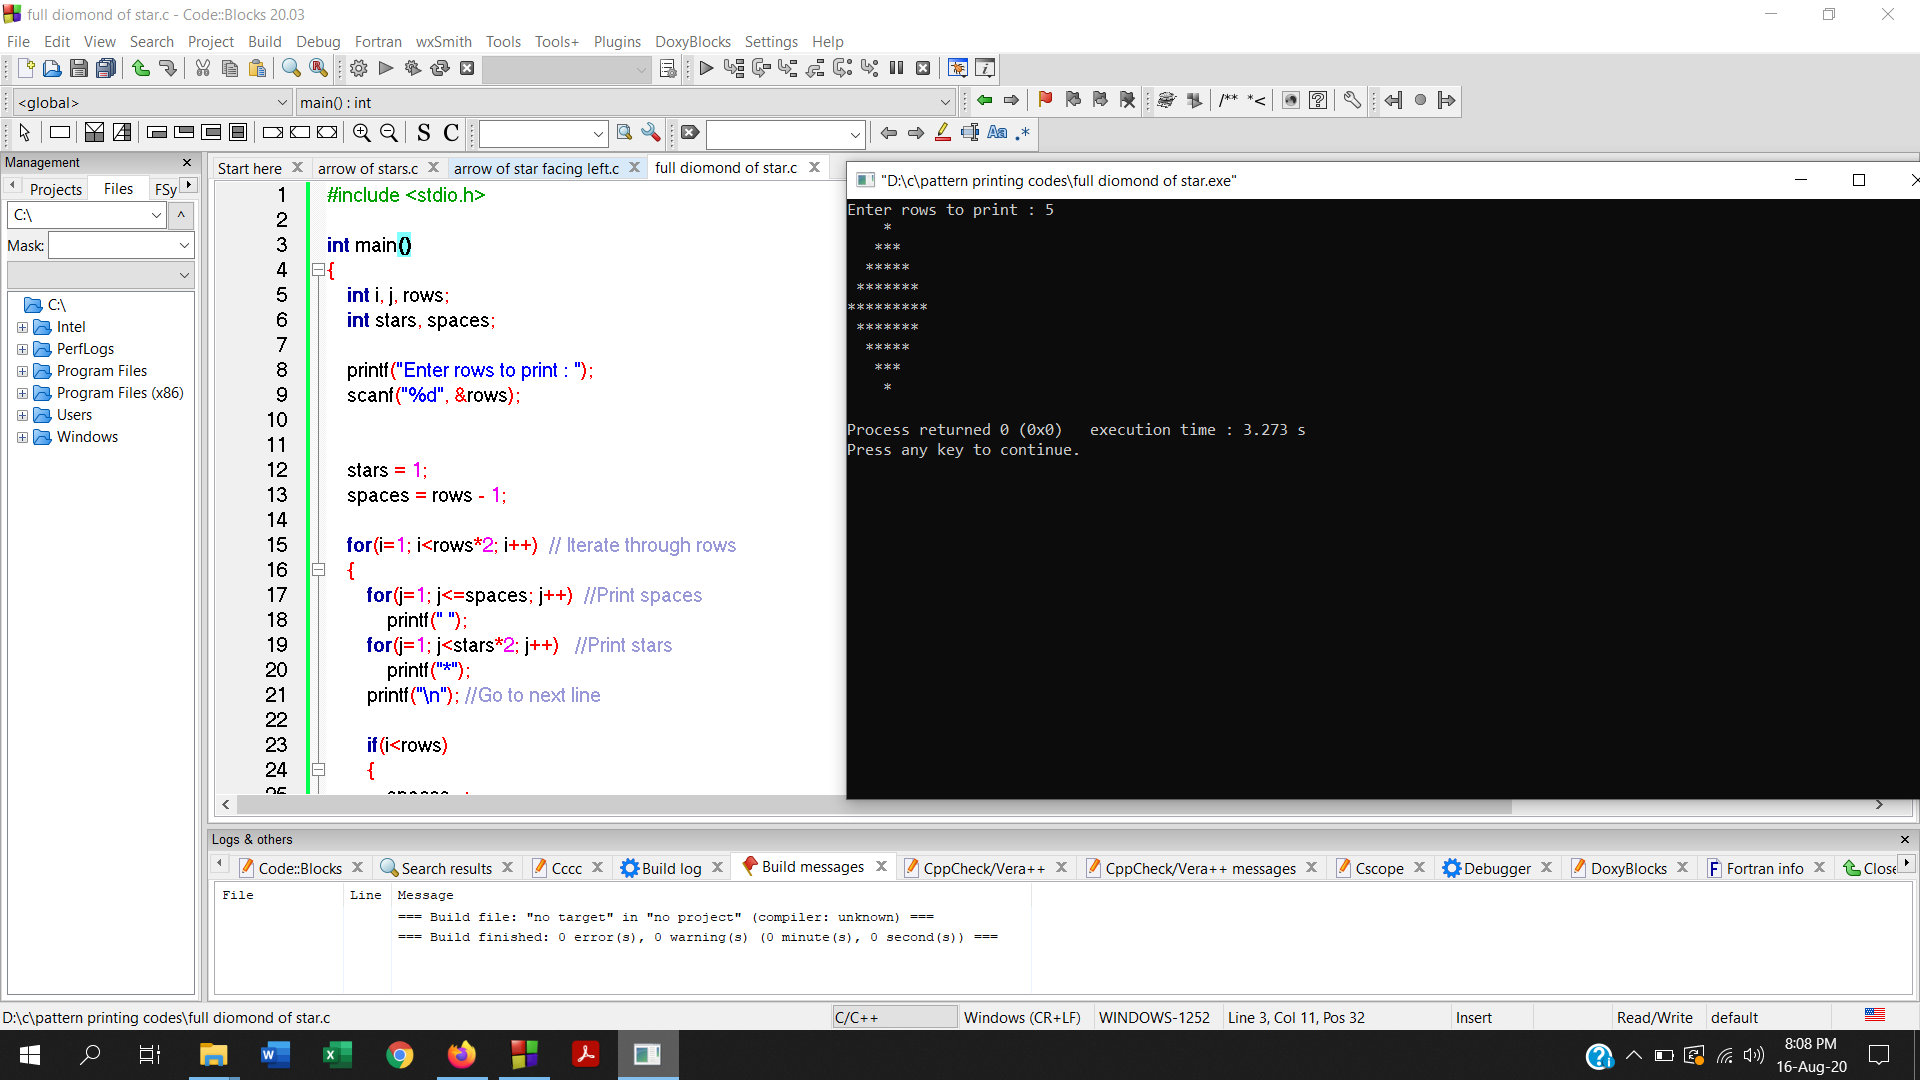 full diomond of star.c - Code::Blocks 20.03
File Edit View Search Project Build Debug Fortran wxSmith Tools Tools+ Plugins DoxyBlocks Settings Help
<global> main() : int
/** *<
S C Aa .*
Management
Projects Files FSy
C:\ ^
Mask:
C:\
Intel
PerfLogs
Program Files
Program Files (x86)
Users
Windows
Start here arrow of stars.c arrow of star facing left.c full diomond of star.c
1 #include <stdio.h>
2
3 int main()
4 {
5 int i, j, rows;
6 int stars, spaces;
7
8 printf("Enter rows to print : ");
9 scanf("%d", &rows);
10
11
12 stars = 1;
13 spaces = rows - 1;
14
15 for(i=1; i<rows*2; i++) // Iterate through rows
16 {
17 for(j=1; j<=spaces; j++) //Print spaces
18 printf(" ");
19 for(j=1; j<stars*2; j++) //Print stars
20 printf("*");
21 printf("\n"); //Go to next line
22
23 if(i<rows)
24 {
"D:\c\pattern printing codes\full diomond of star.exe"
Enter rows to print : 5
    *
   ***
  *****
 *******
*********
 *******
  *****
   ***
    *
Process returned 0 (0x0)   execution time : 3.273 s
Press any key to continue.
Logs & others
Code::Blocks Search results Cccc Build log Build messages CppCheck/Vera++ CppCheck/Vera++ messages Cscope Debugger DoxyBlocks Fortran info Close
File Line Message
=== Build file: "no target" in "no project" (compiler: unknown) ===
=== Build finished: 0 error(s), 0 warning(s) (0 minute(s), 0 second(s)) ===
D:\c\pattern printing codes\full diomond of star.c C/C++ Windows (CR+LF) WINDOWS-1252 Line 3, Col 11, Pos 32 Insert Read/Write default
8:08 PM
16-Aug-20